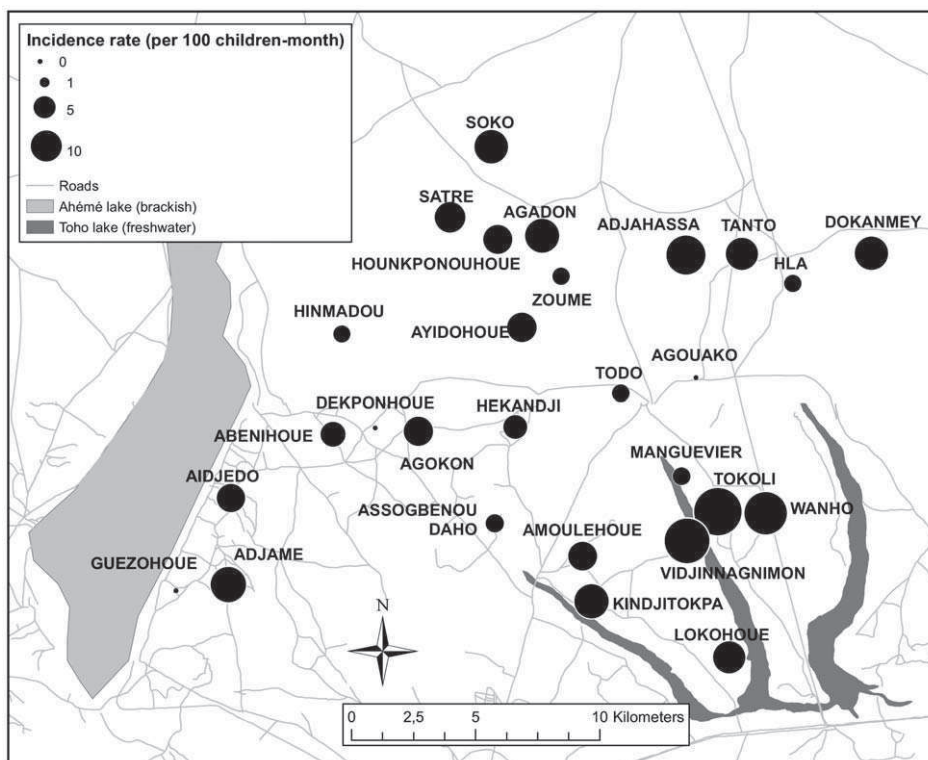 Incidence rate (per 100 children-month)
0
1
5
10
Roads
Ahémé lake (brackish)
Toho lake (freshwater)
SOKO
SATRE
AGADON
ADJAHASSA
TANTO
DOKANMEY
HOUNKPONOUHOUE
HLA
ZOUME
HINMADOU
AYIDOHOUE
AGOUAKO
TODO
DEKPONHOUE
HEKANDJI
ABENIHOUE
AGOKON
MANGUEVIER
AIDJEDO
TOKOLI
ASSOGBENOU
DAHO
WANHO
AMOULEHOUE
GUEZOHOUE
ADJAME
VIDJINNAGNIMON
KINDJITOKPA
N
LOKOHOUE
0 2,5 5 10 Kilometers